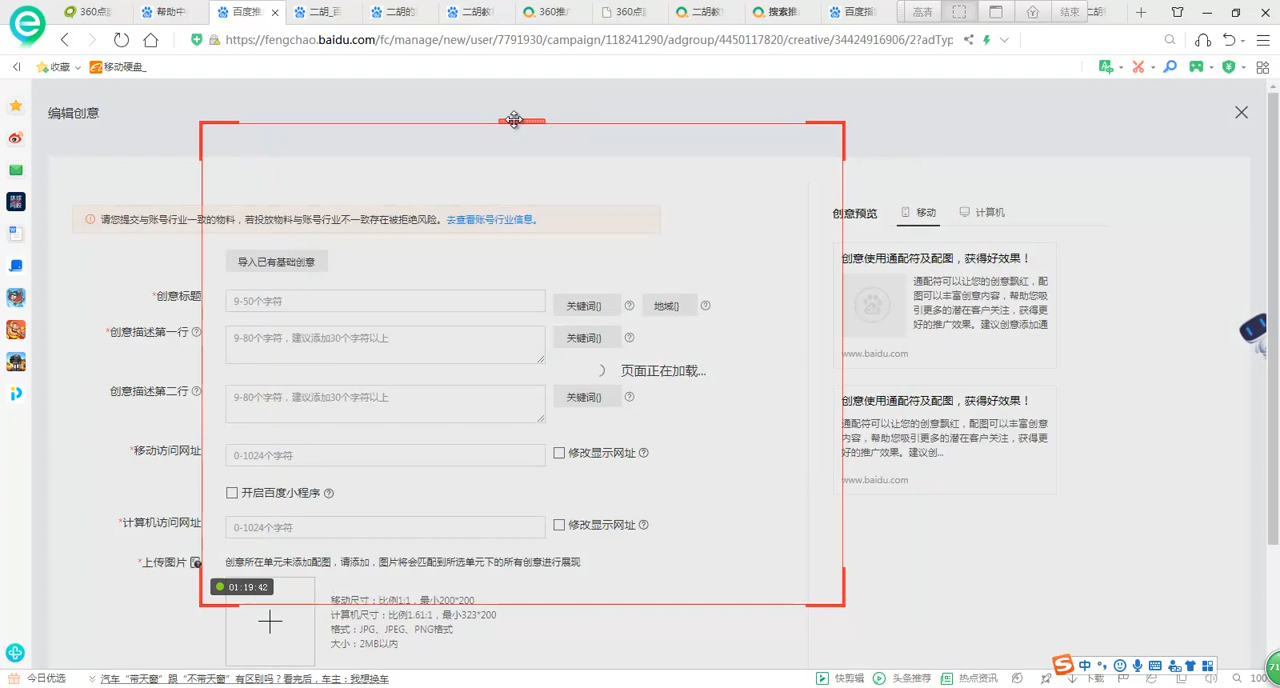 360点
帮助中
百度推
二胡_百
二胡的
二胡教
360推广
360点
二胡教
搜索推
百度指
高清
结束
https://fengchao.baidu.com/fc/manage/new/user/7791930/campaign/118241290/adgroup/4450117820/creative/34424916906/2?adTyp
收藏
移动硬盘_
编辑创意
请您提交与账号行业一致的物料，若投放物料与账号行业不一致存在被拒绝风险。去查看账号行业信息。
导入已有基础创意
*创意标题
9-50个字符
关键词{}
地域{}
*创意描述第一行
9-80个字符，建议添加30个字符以上
关键词{}
页面正在加载...
创意描述第二行
9-80个字符，建议添加30个字符以上
关键词{}
*移动访问网址
0-1024个字符
修改显示网址
开启百度小程序
*计算机访问网址
0-1024个字符
修改显示网址
*上传图片
创意所在单元未添加配图，请添加，图片将会匹配到所选单元下的所有创意进行展现
01:19:42
移动尺寸：比例1:1，最小200*200
计算机尺寸：比例1.61:1，最小323*200
格式：JPG、JPEG、PNG格式
大小：2MB以内
创意预览
移动
计算机
创意使用通配符及配图，获得好效果！
通配符可以让您的创意飘红，配
图可以丰富创意内容，帮助您吸
引更多的潜在客户关注，获得更
好的推广效果。建议创意添加通
www.baidu.com
创意使用通配符及配图，获得好效果！
通配符可以让您的创意飘红，配图可以丰富创意
内容，帮助您吸引更多的潜在客户关注，获得更
好的推广效果。建议创...
www.baidu.com
中
今日优选
汽车“带天窗”跟“不带天窗”有区别吗？看完后，车主：我想换车
快剪辑
头条推荐
热点资讯
下载
100
71